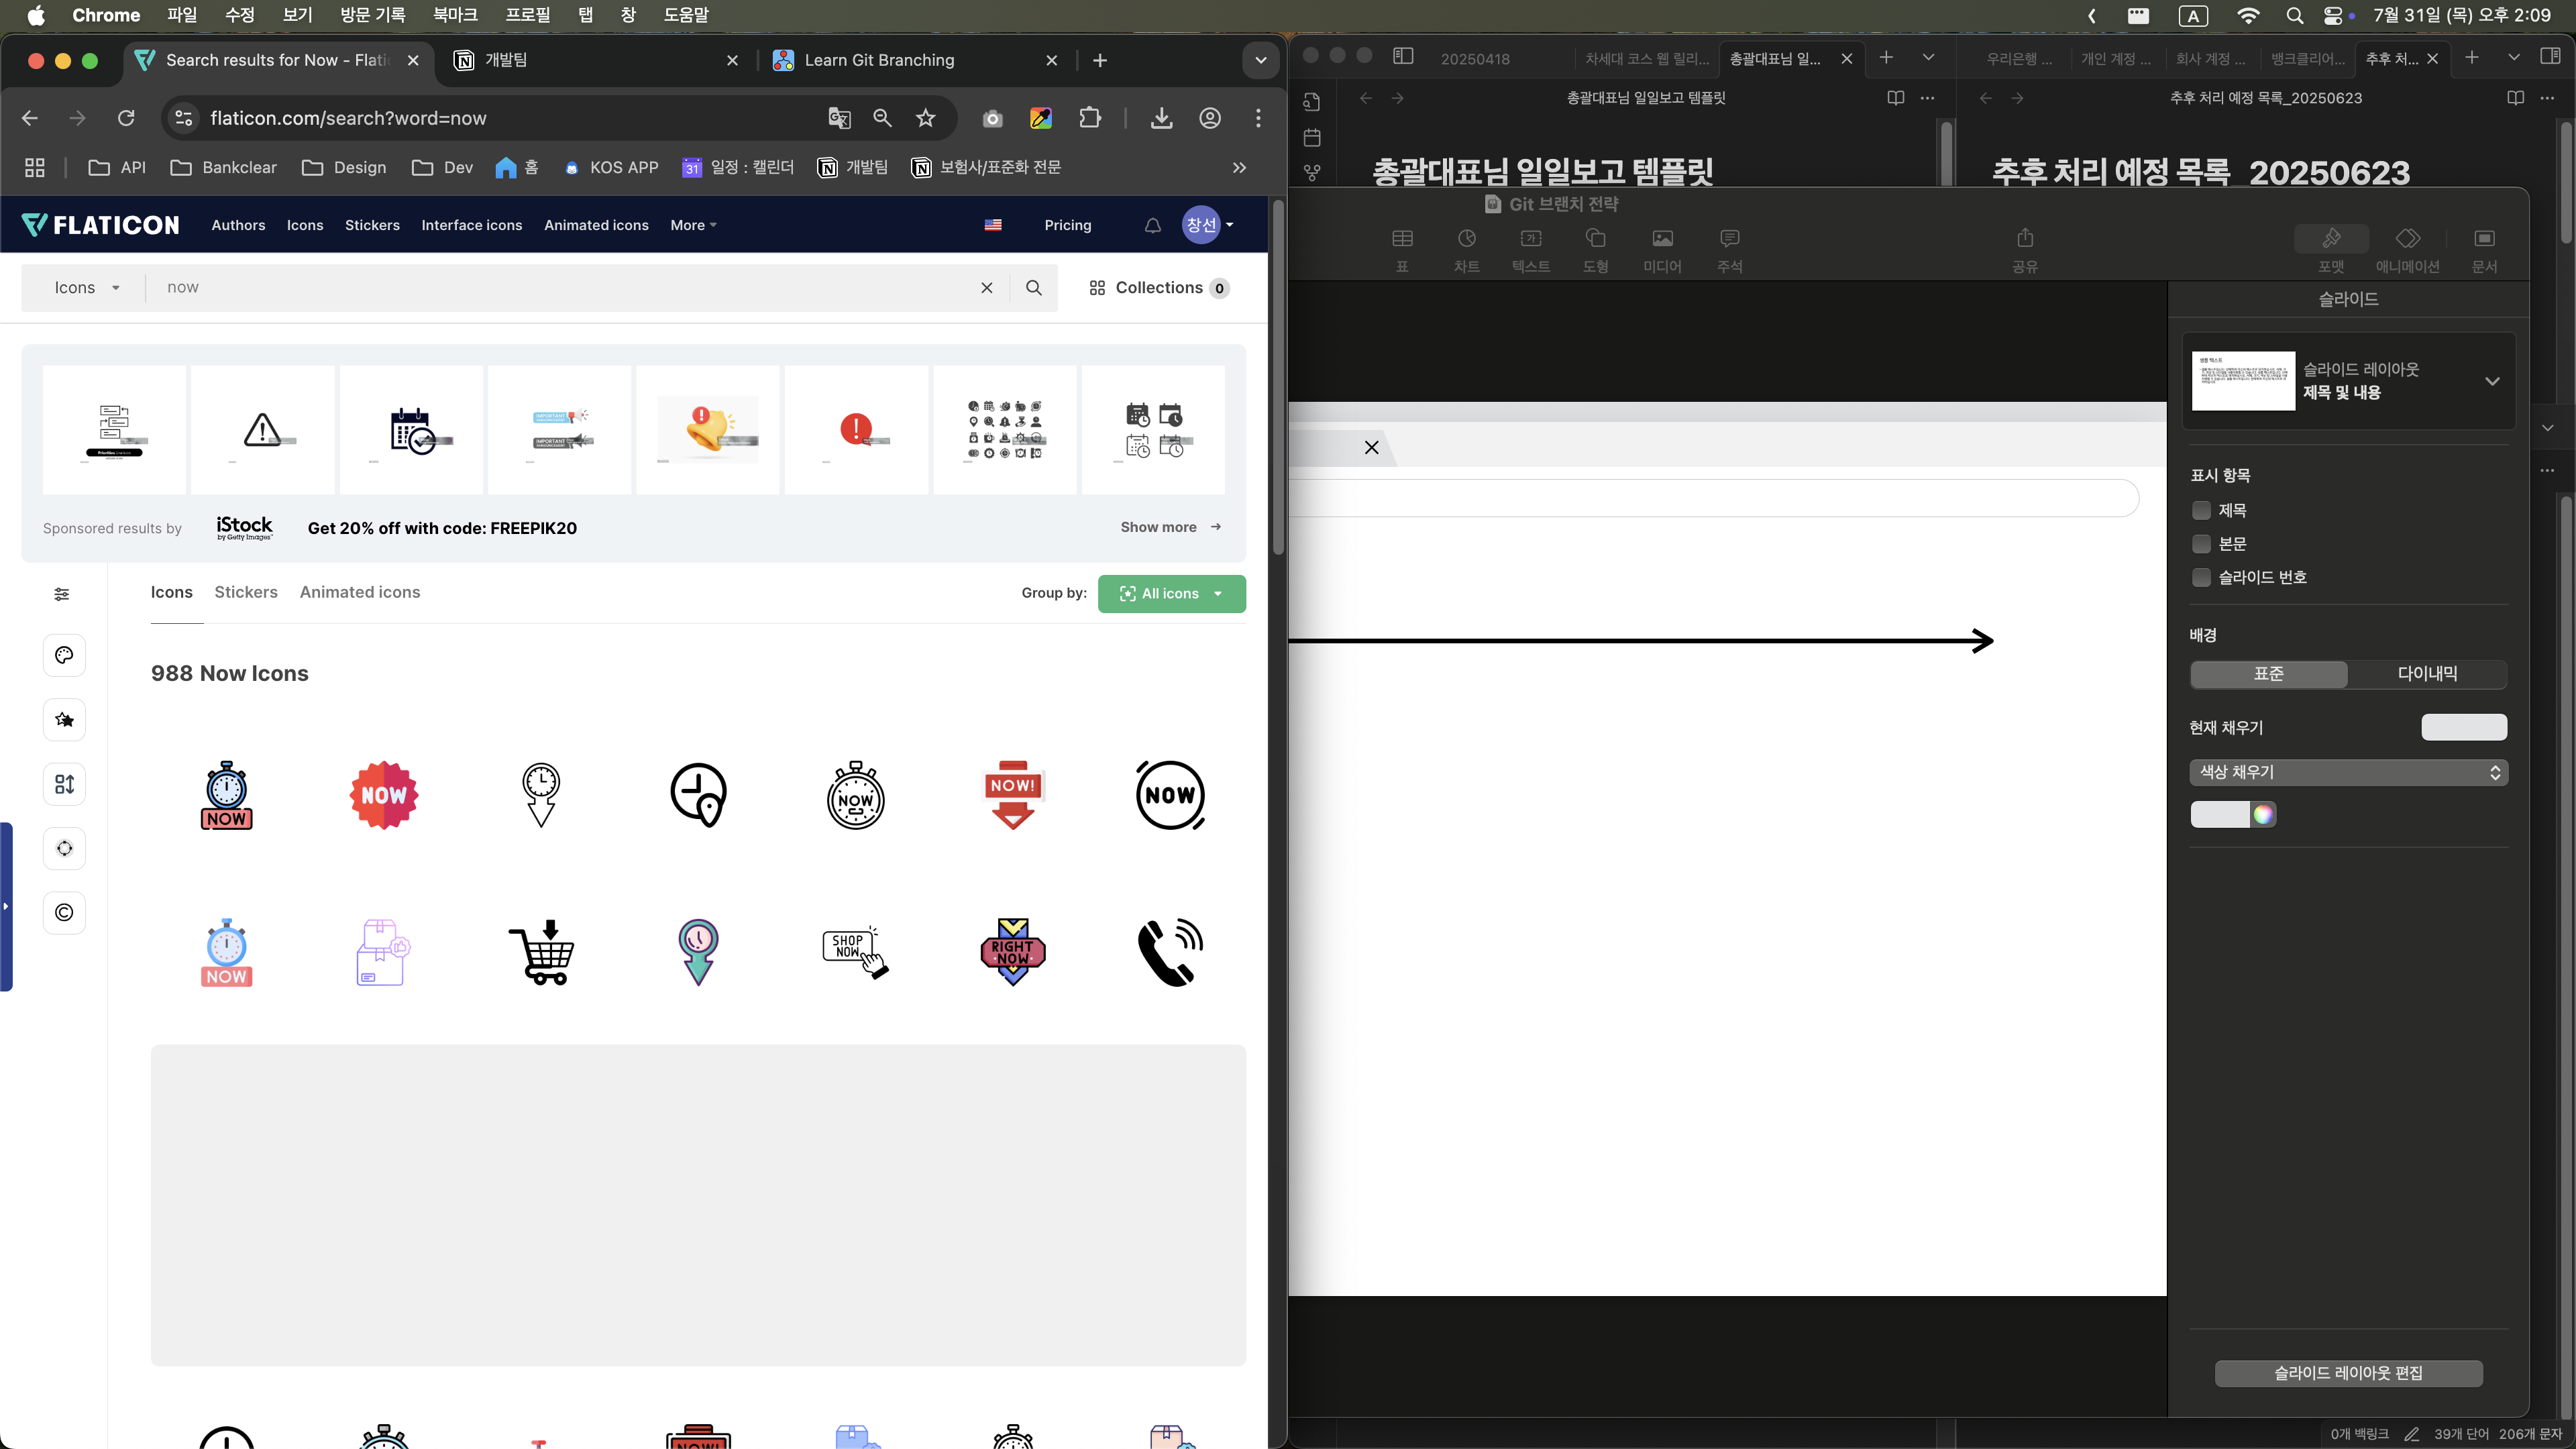 Chrome 파일 수정 보기 방문 기록 북마크 프로필 탭 창 도움말
A 7월 31일 (목) 오후 2:09
Search results for Now - Flati
개발팀
Learn Git Branching
flaticon.com/search?word=now
API Bankclear Design Dev 홈 KOS APP 31 일정 : 캘린더 개발팀 보험사/표준화 전문
FLATICON Authors Icons Stickers Interface icons Animated icons More Pricing 창선
Icons now Collections 0
Sponsored results by iStock by Getty Images Get 20% off with code: FREEPIK20 Show more →
Icons Stickers Animated icons Group by: All icons
988 Now Icons
NOW
NOW
NOW
NOW!
NOW
NOW
SHOP NOW
RIGHT NOW
NOW!
20250418 차세대 코스 웹 릴리... 총괄대표님 일...
우리은행 ... 개인 계정 ... 회사 계정 ... 뱅크클리어... 추후 처...
총괄대표님 일일보고 템플릿
추후 처리 예정 목록_20250623
총괄대표님 일일보고 템플릿
추후 처리 예정 목록_20250623
Git 브랜치 전략
표 차트 텍스트 도형 미디어 주석 공유 포맷 애니메이션 문서
슬라이드
슬라이드 레이아웃
제목 및 내용
표시 항목
제목
본문
슬라이드 번호
배경
표준 다이내믹
현재 채우기
색상 채우기
슬라이드 레이아웃 편집
0개 백링크 39개 단어 206개 문자